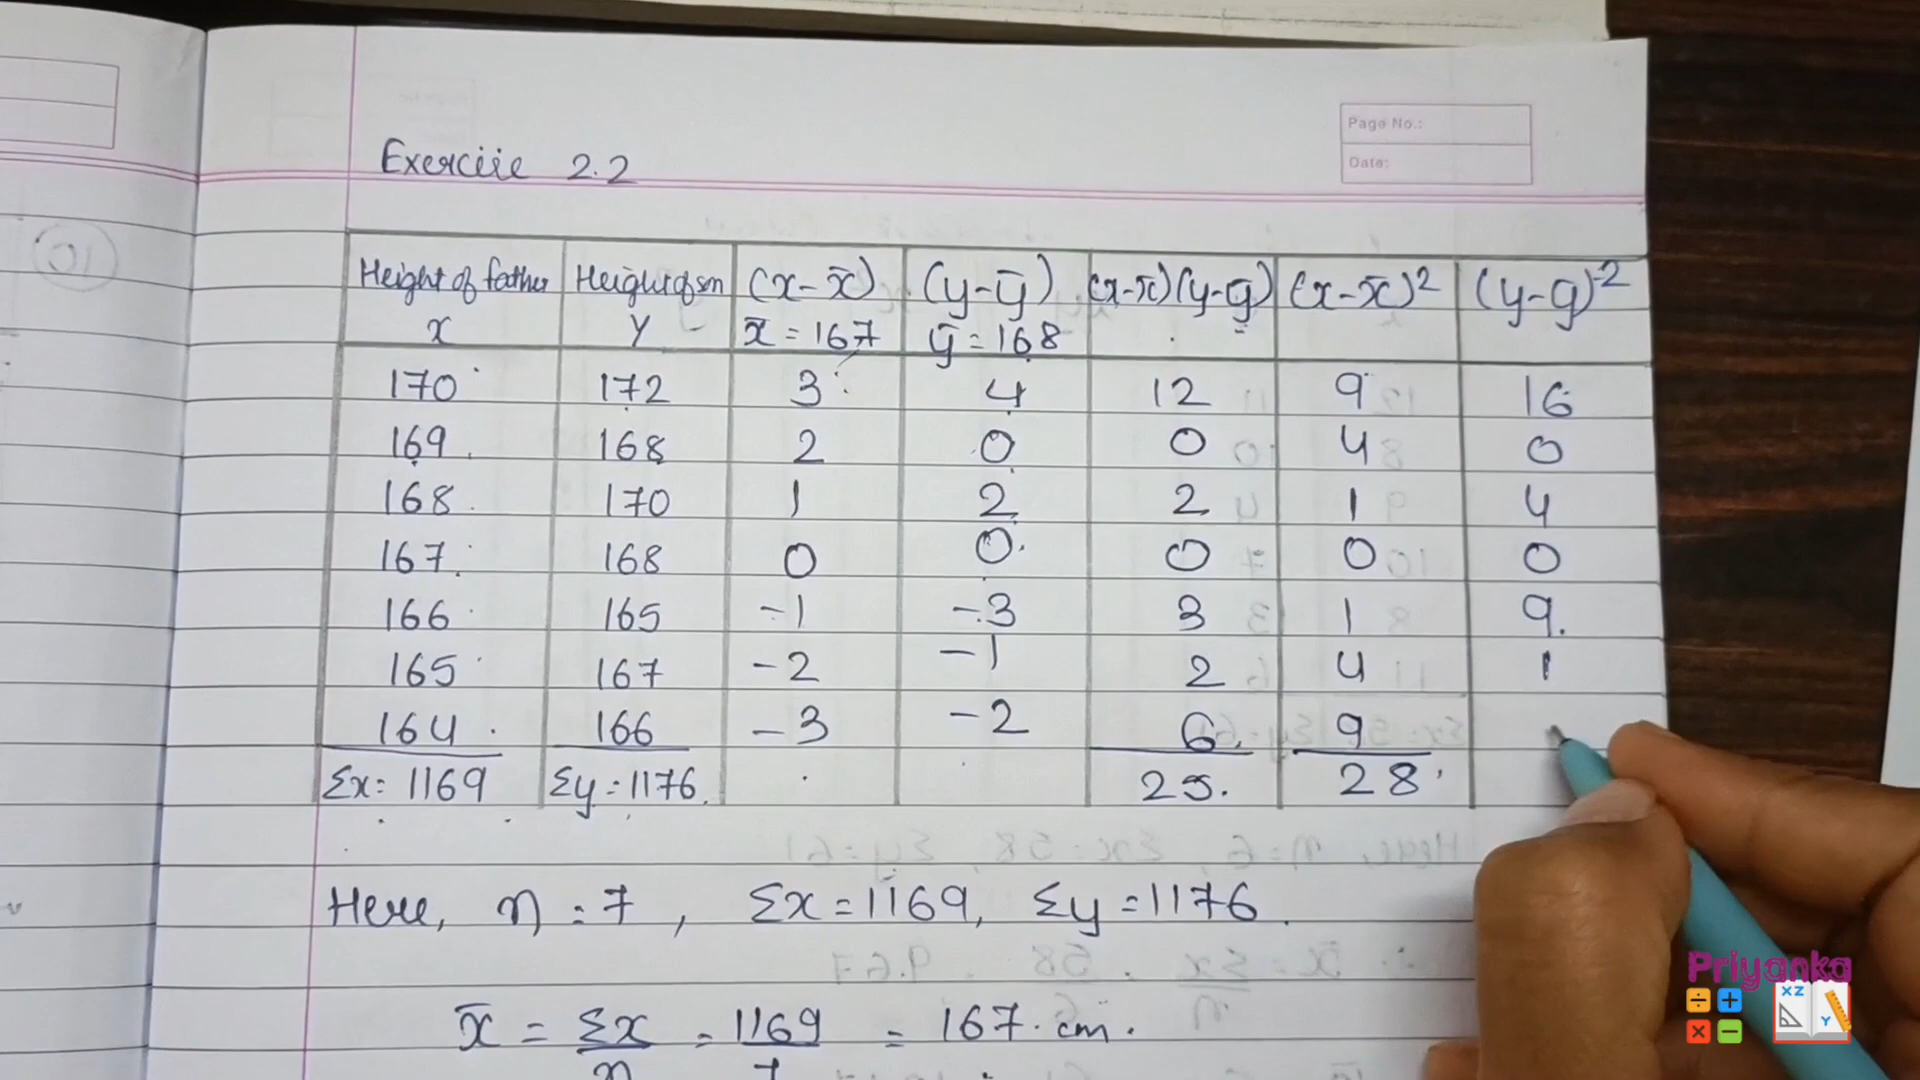 Page No.:
Date:
Exercise 2.2
Height of father Height of son (x-x̄) (y-ȳ) (x-x̄)(y-ȳ) (x-x̄)² (y-ȳ)²
x y x̄ = 167 ȳ = 168
170 172 3 4 12 9 16
169 168 2 0 0 4 0
168 170 1 2 2 1 4
167 168 0 0 0 0 0
166 165 -1 -3 3 1 9
165 167 -2 -1 2 4 1
164 166 -3 -2 6 9
Σx = 1169 Σy = 1176 25 28
Here, n = 7, Σx = 1169, Σy = 1176.
x̄ = Σx/n = 1169/7 = 167 cm.
Priyanka
XZ
Y
10